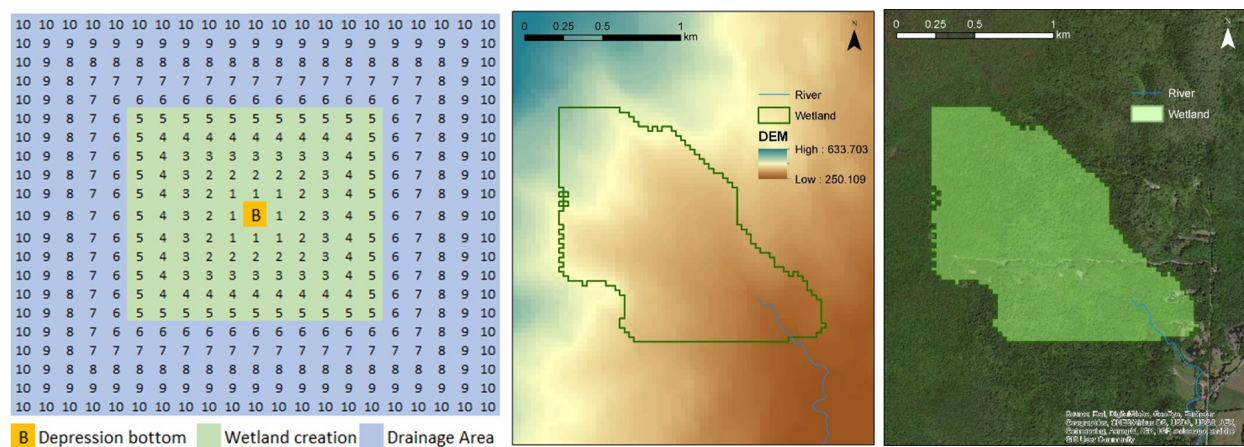 10 10 10 10 10 10 10 10 10 10 10 10 10 10 10 10 10 10 10 10 10
10 9 9 9 9 9 9 9 9 9 9 9 9 9 9 9 9 9 9 9 10
10 9 8 8 8 8 8 8 8 8 8 8 8 8 8 8 8 8 8 9 10
10 9 8 7 7 7 7 7 7 7 7 7 7 7 7 7 7 7 8 9 10
10 9 8 7 6 6 6 6 6 6 6 6 6 6 6 6 6 7 8 9 10
10 9 8 7 6 5 5 5 5 5 5 5 5 5 5 5 6 7 8 9 10
10 9 8 7 6 5 4 4 4 4 4 4 4 4 4 5 6 7 8 9 10
10 9 8 7 6 5 4 3 3 3 3 3 3 3 4 5 6 7 8 9 10
10 9 8 7 6 5 4 3 2 2 2 2 2 3 4 5 6 7 8 9 10
10 9 8 7 6 5 4 3 2 1 1 1 2 3 4 5 6 7 8 9 10
10 9 8 7 6 5 4 3 2 1 B 1 2 3 4 5 6 7 8 9 10
10 9 8 7 6 5 4 3 2 1 1 1 2 3 4 5 6 7 8 9 10
10 9 8 7 6 5 4 3 2 2 2 2 2 3 4 5 6 7 8 9 10
10 9 8 7 6 5 4 3 3 3 3 3 3 3 4 5 6 7 8 9 10
10 9 8 7 6 5 4 4 4 4 4 4 4 4 4 5 6 7 8 9 10
10 9 8 7 6 5 5 5 5 5 5 5 5 5 5 5 6 7 8 9 10
10 9 8 7 6 6 6 6 6 6 6 6 6 6 6 6 6 7 8 9 10
10 9 8 7 7 7 7 7 7 7 7 7 7 7 7 7 7 7 8 9 10
10 9 8 8 8 8 8 8 8 8 8 8 8 8 8 8 8 8 8 9 10
10 9 9 9 9 9 9 9 9 9 9 9 9 9 9 9 9 9 9 9 10
10 10 10 10 10 10 10 10 10 10 10 10 10 10 10 10 10 10 10 10 10
B Depression bottom Wetland creation Drainage Area
0 0.25 0.5 1
km
N
River
Wetland
DEM
High : 633.703
Low : 250.109
0 0.25 0.5 1
km
N
River
Wetland
GIS User Community